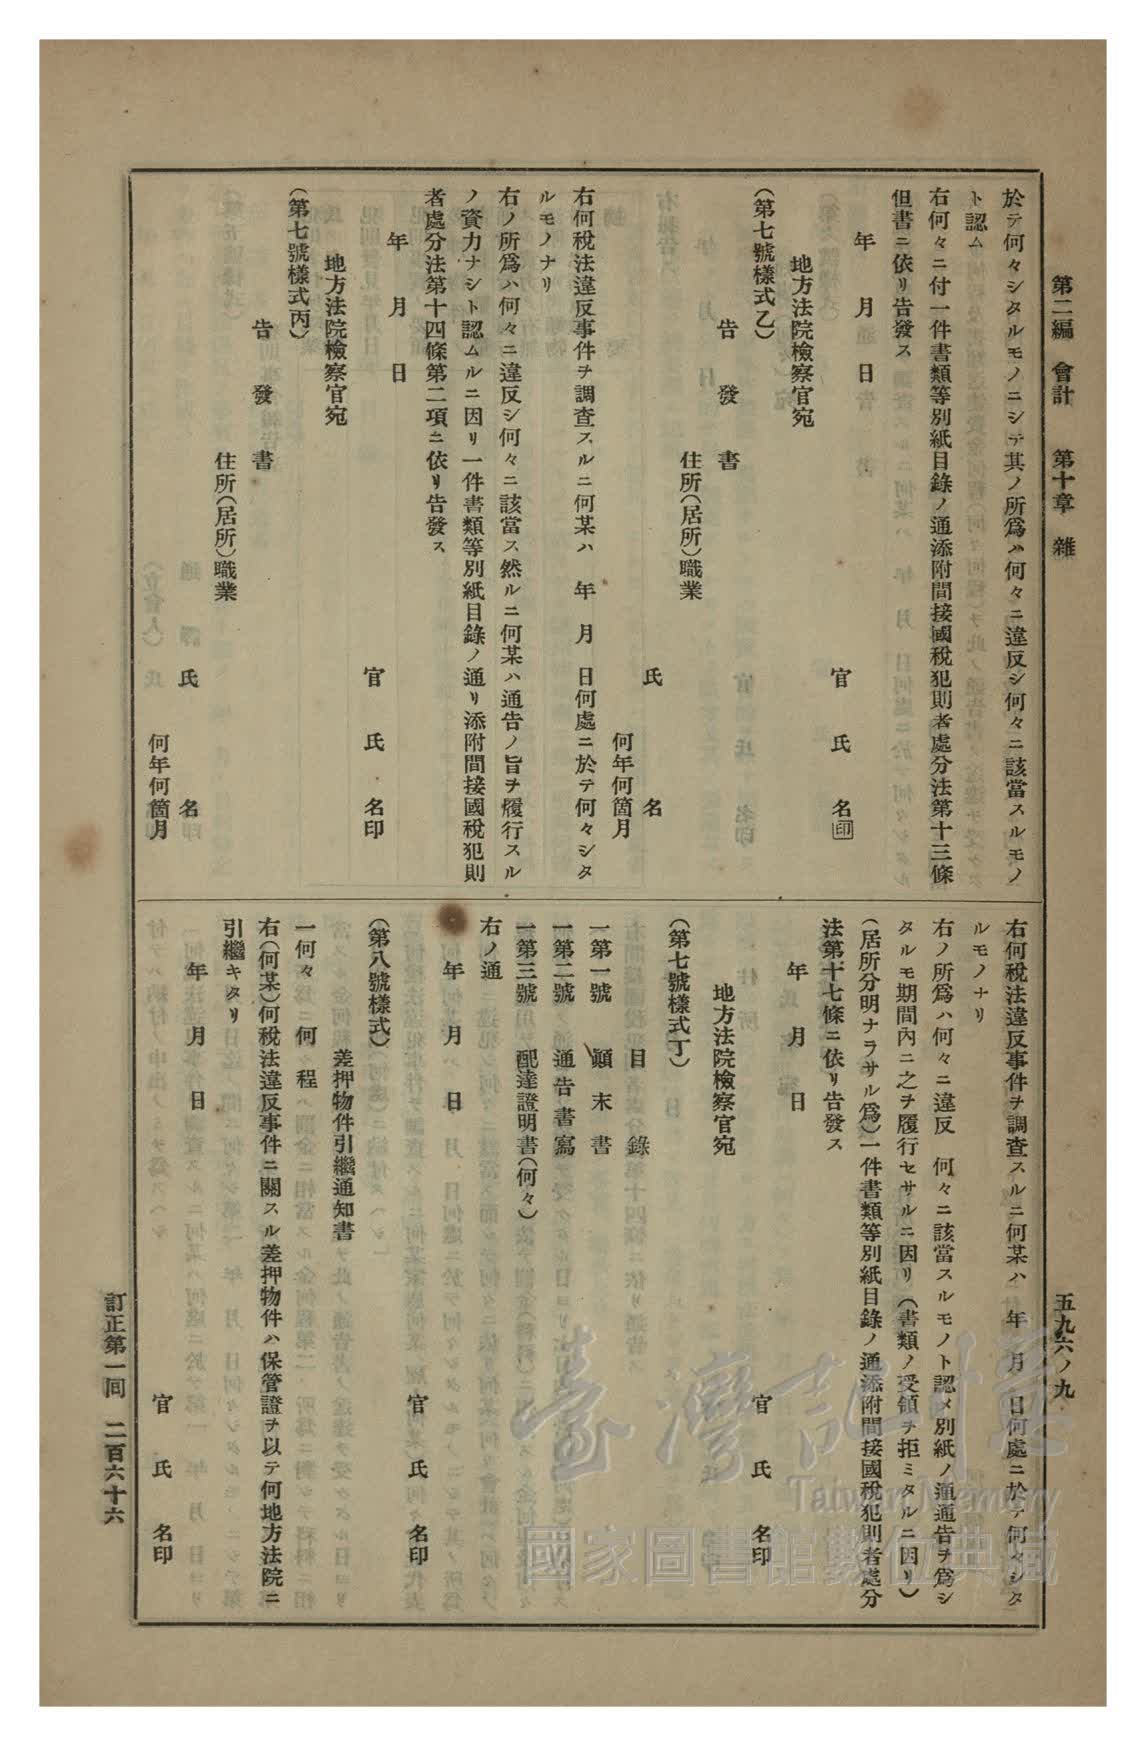 第二編　會計　　第十章　雜
五九六ノ九
於テ何々シタルモノニシテ其ノ所爲ハ何々ニ違反シ何々ニ該當スルモノ
ト認ム
右何々ニ付一件書類等別紙目錄ノ通添附間接國稅犯則者處分法第十三條
但書ニ依リ告發ス
年　月　日
官　氏　名㊞
地方法院檢察官宛
（第七號樣式乙）
告　發　書
住所（居所）職業
氏　　名
何年何箇月
右何稅法違反事件ヲ調査スルニ何某ハ　年　月　日何處ニ於テ何々シタ
ルモノナリ
右ノ所爲ハ何々ニ違反シ何々ニ該當ス然ルニ何某ハ通告ノ旨ヲ履行スル
ノ資力ナシト認ムルニ因リ一件書類等別紙目錄ノ通リ添附間接國稅犯則
者處分法第十四條第二項ニ依リ告發ス
年　月　日
官　氏　名印
地方法院檢察官宛
（第七號樣式丙）
告　發　書
住所（居所）職業
氏　　名
何年何箇月
右何稅法違反事件ヲ調査スルニ何某ハ　年　月　日何處ニ於テ何々シタ
ルモノナリ
右ノ所爲ハ何々ニ違反　何々ニ該當スルモノト認メ別紙ノ通通告ヲ爲シ
タルモ期間內ニ之ヲ履行セサルニ因リ（書類ノ受領ヲ拒ミタルニ因リ）
（居所分明ナラサル爲）一件書類等別紙目錄ノ通添附間接國稅犯則者處分
法第十七條ニ依リ告發ス
年　月　日
官　氏　名印
地方法院檢察官宛
（第七號樣式丁）
目　　錄
一第一號　顚末書
一第二號　通告書寫
一第三號　配達證明書（何々）
右ノ通
年　月　日
官　氏　名印
（第八號樣式）
差押物件引繼通知書
一何々　何　程
右（何某）何稅法違反事件ニ關スル差押物件ハ保管證ヲ以テ何地方法院ニ
引繼キタリ
年　月　日
官　氏　名印
訂正第一回　二百六十六
臺灣記憶
Taiwan Memory
國家圖書館數位典藏